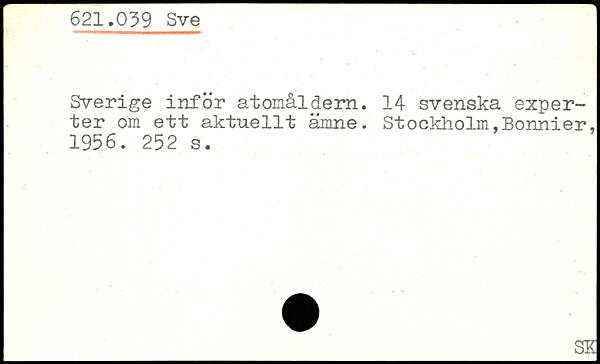 621.039 Sve
Sverige inför atomåldern. 14 svenska exper-
ter om ett aktuellt ämne. Stockholm,Bonnier,
1956. 252 s.
SK